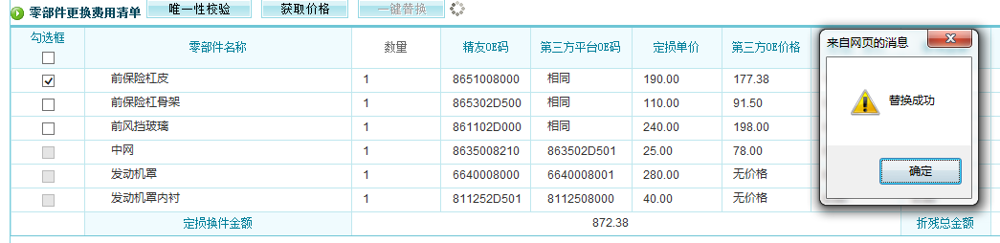 零部件更换费用清单 唯一性校验 获取价格 一键替换
勾选框 零部件名称 数量 精友OE码 第三方平台OE码 定损单价 第三方OE价格
前保险杠皮 1 8651008000 相同 190.00 177.38
前保险杠骨架 1 865302D500 相同 110.00 91.50
前风挡玻璃 1 861102D000 相同 240.00 198.00
中网 1 8635008210 863502D501 25.00 78.00
发动机罩 1 6640008000 6640008001 280.00 无价格
发动机罩内衬 1 811252D501 8112508000 40.00 无价格
定损换件金额 872.38 折残总金额
来自网页的消息
替换成功
确定